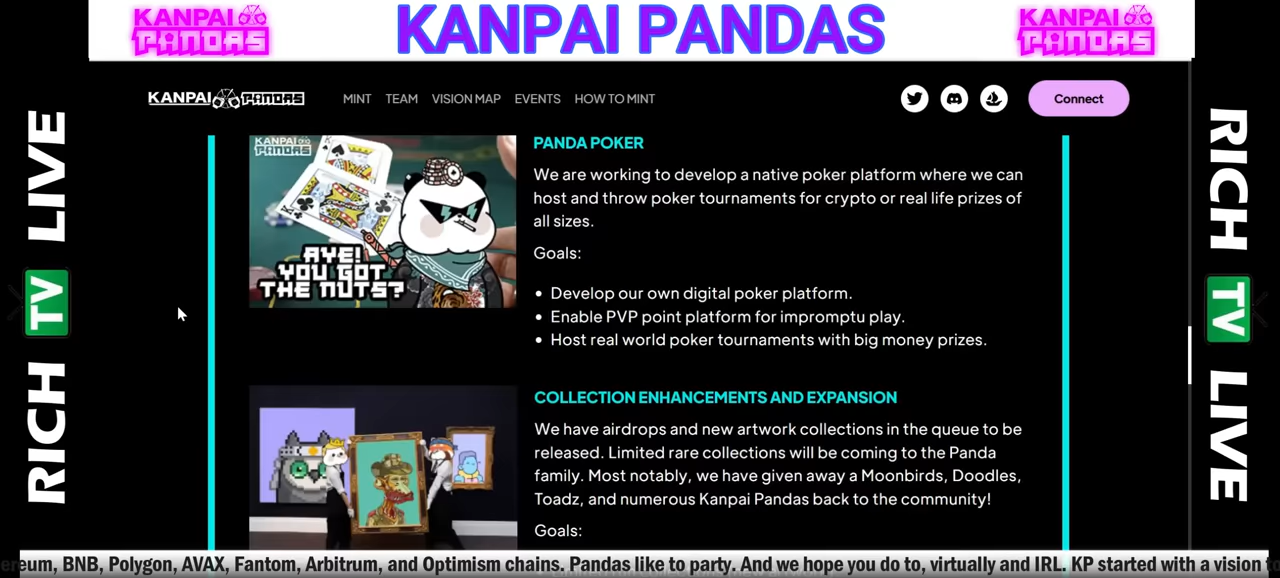 KANPAI PANDAS
KANPAI PANDAS
KANPAI PANDAS
KANPAI PANDAS
MINT
TEAM
VISION MAP
EVENTS
HOW TO MINT
Connect
RICH TV LIVE
RICH TV LIVE
KANPAI
PANDAS
AYE!
YOU GOT
THE NUTS?
PANDA POKER
We are working to develop a native poker platform where we can
host and throw poker tournaments for crypto or real life prizes of
all sizes.
Goals:
• Develop our own digital poker platform.
• Enable PVP point platform for impromptu play.
• Host real world poker tournaments with big money prizes.
COLLECTION ENHANCEMENTS AND EXPANSION
We have airdrops and new artwork collections in the queue to be
released. Limited rare collections will be coming to the Panda
family. Most notably, we have given away a Moonbirds, Doodles,
Toadz, and numerous Kanpai Pandas back to the community!
Goals:
ereum, BNB, Polygon, AVAX, Fantom, Arbitrum, and Optimism chains. Pandas like to party. And we hope you do to, virtually and IRL. KP started with a vision